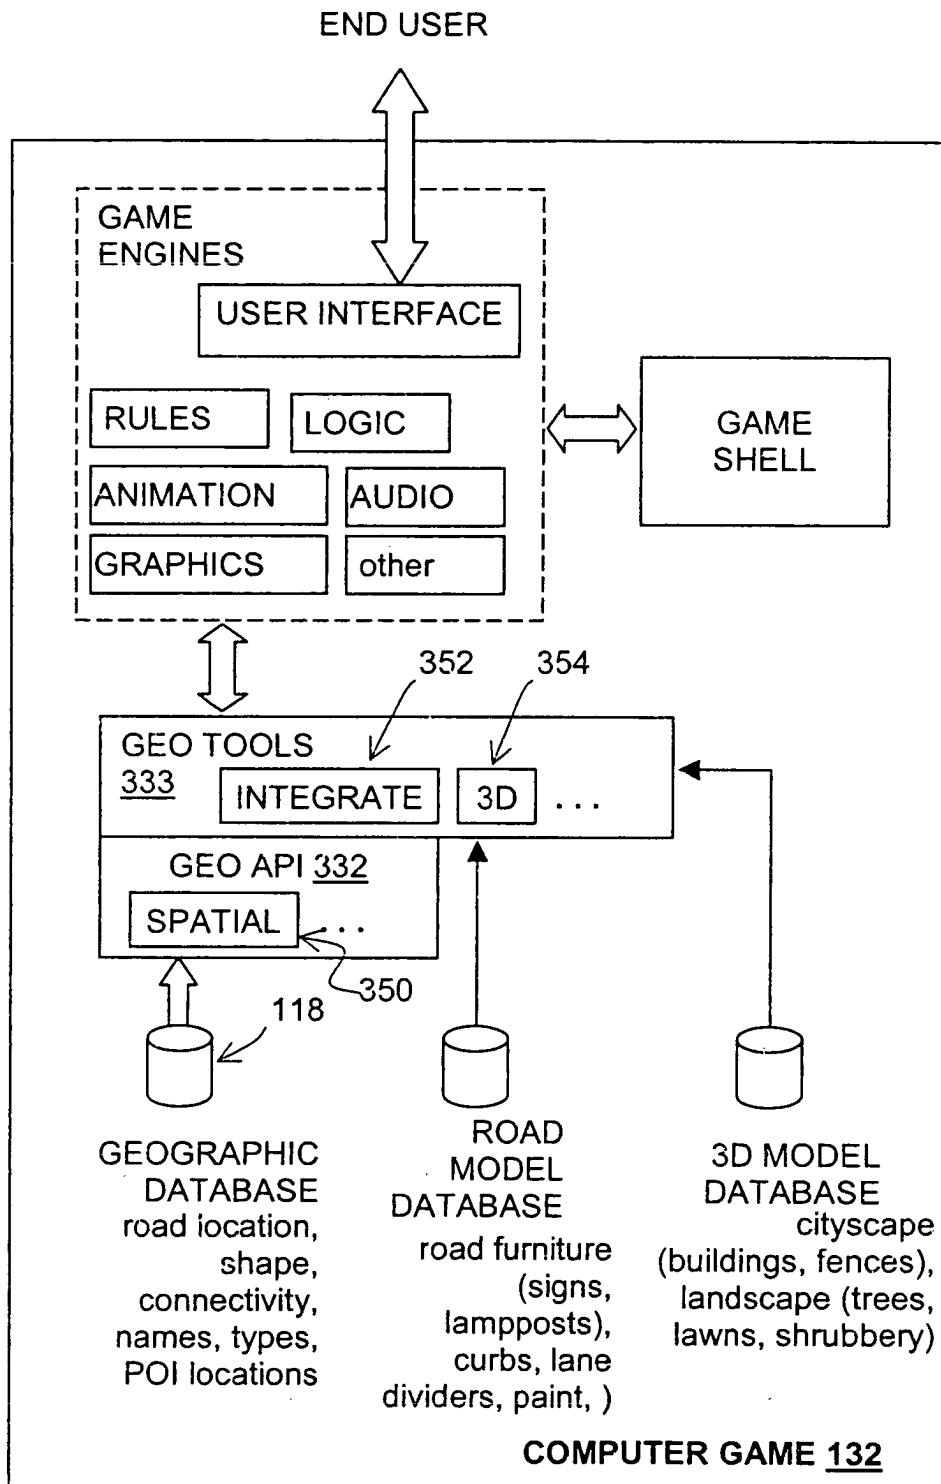 END USER
GAME
ENGINES
USER INTERFACE
RULES
LOGIC
ANIMATION
AUDIO
GRAPHICS
other
GAME
SHELL
352
354
GEO TOOLS
333
INTEGRATE
3D
. . .
GEO API 332
SPATIAL
. . .
350
118
GEOGRAPHIC
DATABASE
road location,
shape,
connectivity,
names, types,
POI locations
ROAD
MODEL
DATABASE
road furniture
(signs,
lampposts),
curbs, lane
dividers, paint, )
3D MODEL
DATABASE
cityscape
(buildings, fences),
landscape (trees,
lawns, shrubbery)
COMPUTER GAME 132